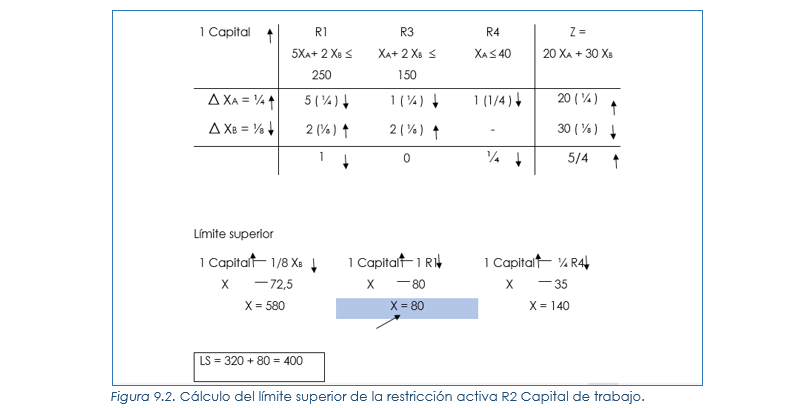 1 Capital ↑ R1 R3 R4 Z =
5XA+ 2 XB ≤ XA+ 2 XB ≤ XA ≤ 40 20 XA + 30 XB
250 150
Δ XA = ¼ ↑ 5 ( ¼ ) ↓ 1 ( ¼ ) ↓ 1 (1/4) ↓ 20 ( ¼ ) ↑
Δ XB = ⅛ ↓ 2 (⅛ ) ↑ 2 ( ⅛ ) ↑ - 30 ( ⅛ ) ↓
1 ↓ 0 ¼ ↓ 5/4 ↑
Límite superior
1 Capital ↑ — 1/8 XB ↓ 1 Capital ↑ — 1 R1 ↓ 1 Capital ↑ — ¼ R4 ↓
X — 72,5 X — 80 X — 35
X = 580 X = 80 X = 140
LS = 320 + 80 = 400
Figura 9.2. Cálculo del límite superior de la restricción activa R2 Capital de trabajo.